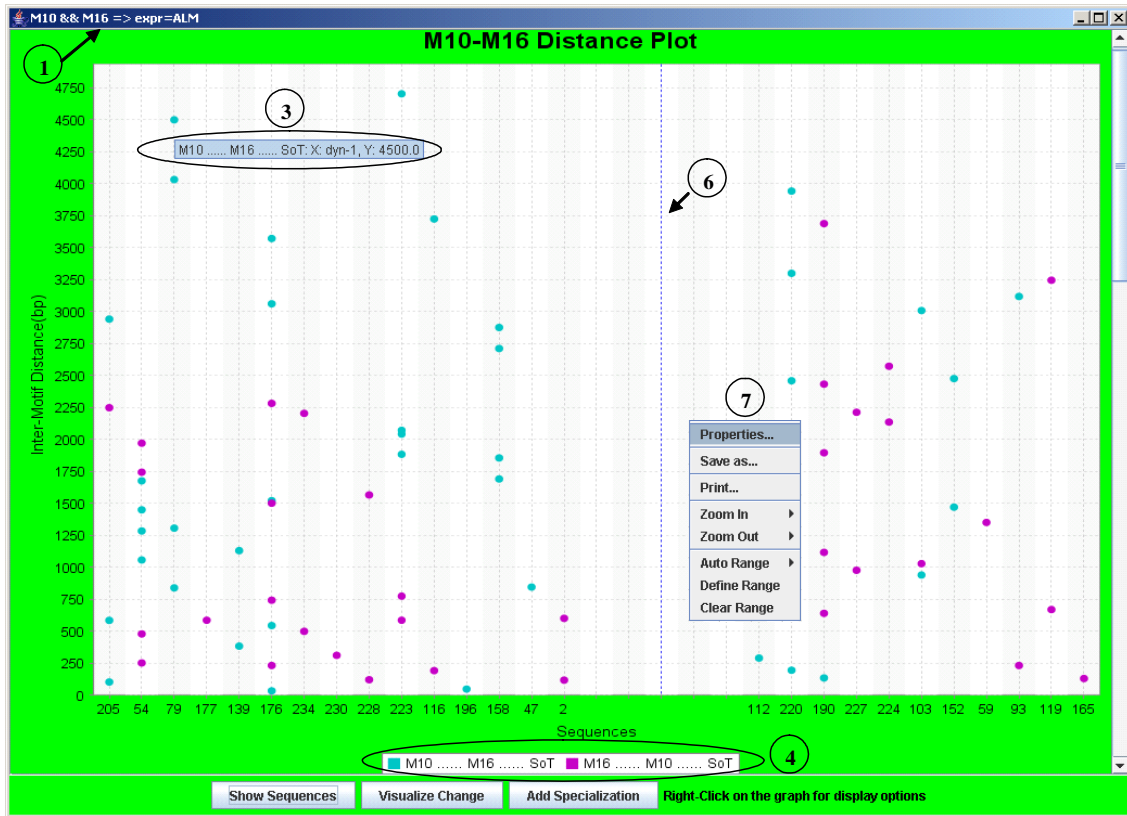 M10 && M16 => expr=ALM
1
M10-M16 Distance Plot
3
M10 ...... M16 ...... SoT: X: dyn-1, Y: 4500.0
6
7
Properties...
Save as...
Print...
Zoom In
Zoom Out
Auto Range
Define Range
Clear Range
Inter-Motif Distance(bp)
4750
4500
4250
4000
3750
3500
3250
3000
2750
2500
2250
2000
1750
1500
1250
1000
750
500
250
0
205 54 79 177 139 176 234 230 228 223 116 196 158 47 2 112 220 190 227 224 103 152 59 93 119 165
Sequences
M10 ...... M16 ...... SoT M16 ...... M10 ...... SoT
4
Show Sequences Visualize Change Add Specialization Right-Click on the graph for display options